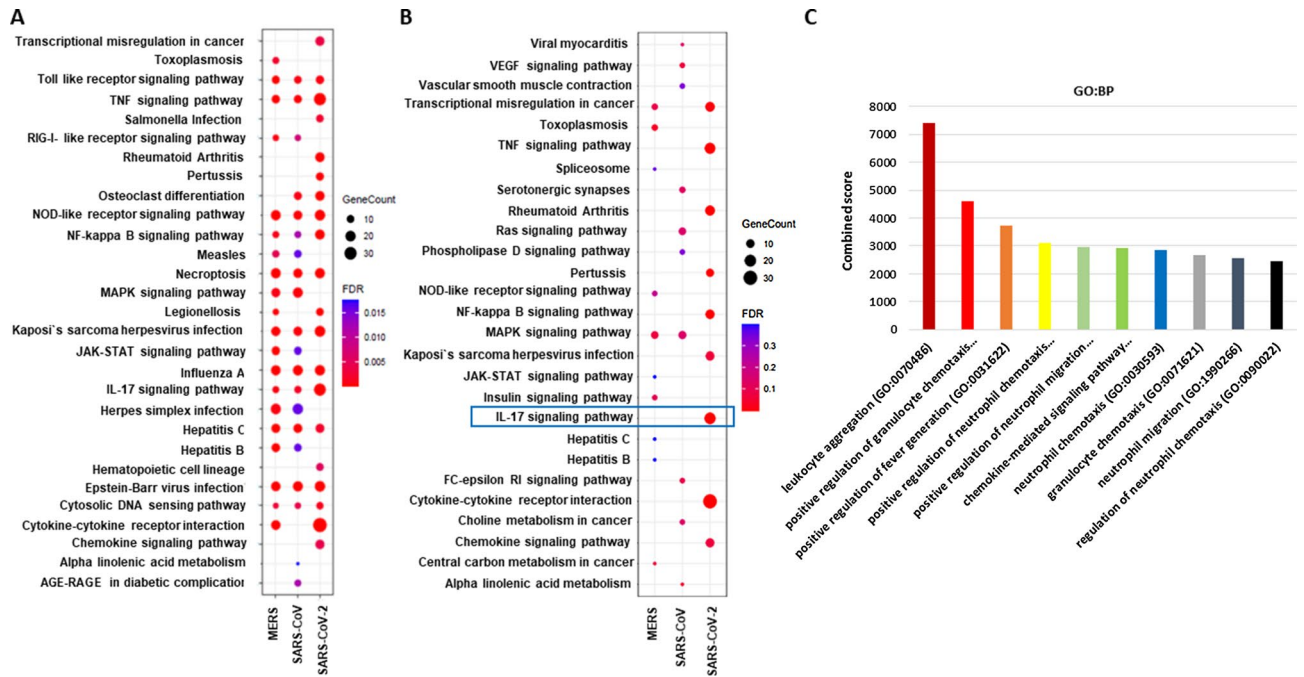 A
Transcriptional misregulation in cancer
Toxoplasmosis
Toll like receptor signaling pathway
TNF signaling pathway
Salmonella Infection
RIG-I- like receptor signaling pathway
Rheumatoid Arthritis
Pertussis
Osteoclast differentiation
NOD-like receptor signaling pathway
NF-kappa B signaling pathway
Measles
Necroptosis
MAPK signaling pathway
Legionellosis
Kaposi`s sarcoma herpesvirus infection
JAK-STAT signaling pathway
Influenza A
IL-17 signaling pathway
Herpes simplex infection
Hepatitis C
Hepatitis B
Hematopoietic cell lineage
Epstein-Barr virus infection
Cytosolic DNA sensing pathway
Cytokine-cytokine receptor interaction
Chemokine signaling pathway
Alpha linolenic acid metabolism
AGE-RAGE in diabetic complication
MERS
SARS-CoV
SARS-CoV-2
GeneCount
10
20
30
FDR
0.015
0.010
0.005
B
Viral myocarditis
VEGF signaling pathway
Vascular smooth muscle contraction
Transcriptional misregulation in cancer
Toxoplasmosis
TNF signaling pathway
Spliceosome
Serotonergic synapses
Rheumatoid Arthritis
Ras signaling pathway
Phospholipase D signaling pathway
Pertussis
NOD-like receptor signaling pathway
NF-kappa B signaling pathway
MAPK signaling pathway
Kaposi`s sarcoma herpesvirus infection
JAK-STAT signaling pathway
Insulin signaling pathway
IL-17 signaling pathway
Hepatitis C
Hepatitis B
FC-epsilon RI signaling pathway
Cytokine-cytokine receptor interaction
Choline metabolism in cancer
Chemokine signaling pathway
Central carbon metabolism in cancer
Alpha linolenic acid metabolism
MERS
SARS-CoV
SARS-CoV-2
GeneCount
10
20
30
FDR
0.3
0.2
0.1
C
GO:BP
Combined score
8000
7000
6000
5000
4000
3000
2000
1000
0
leukocyte aggregation (GO:0070486)
positive regulation of granulocyte chemotaxis...
positive regulation of fever generation (GO:0031622)
positive regulation of neutrophil chemotaxis...
positive regulation of neutrophil migration...
chemokine-mediated signaling pathway...
neutrophil chemotaxis (GO:0030593)
granulocyte chemotaxis (GO:0071621)
neutrophil migration (GO:1990266)
regulation of neutrophil chemotaxis (GO:0090022)